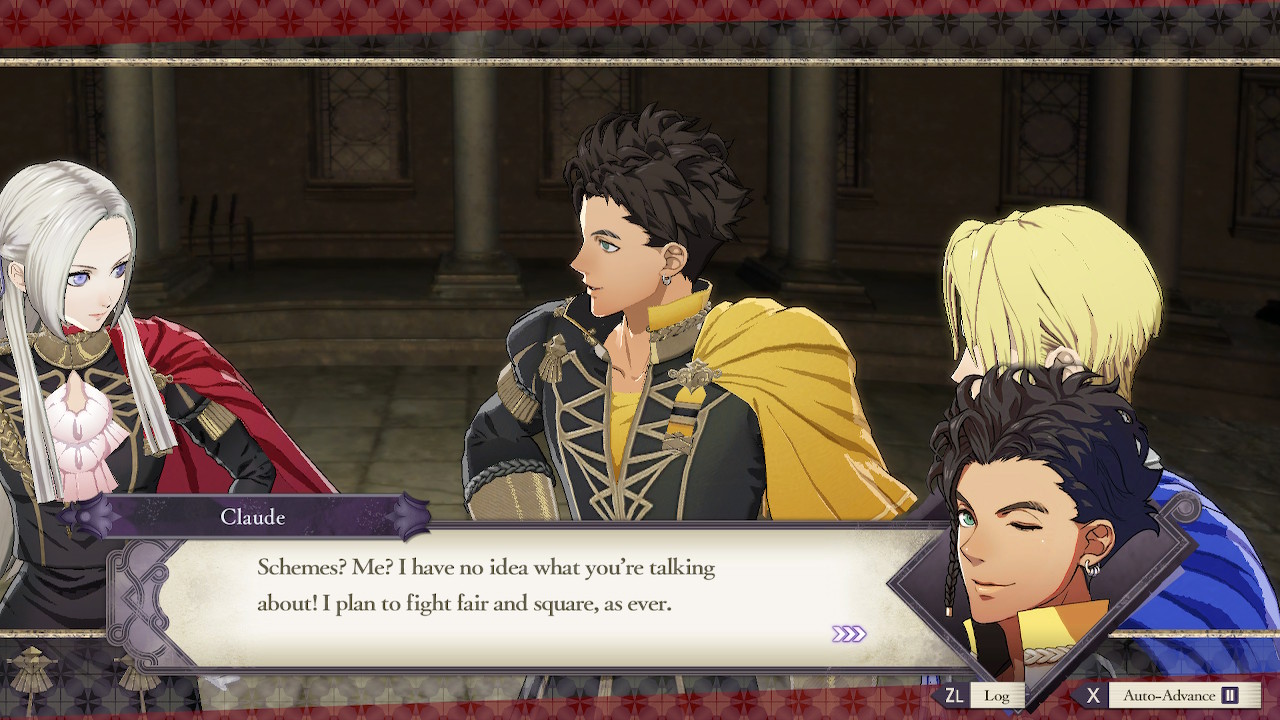 Claude
Schemes? Me? I have no idea what you're talking
about! I plan to fight fair and square, as ever.
ZL Log X Auto-Advance